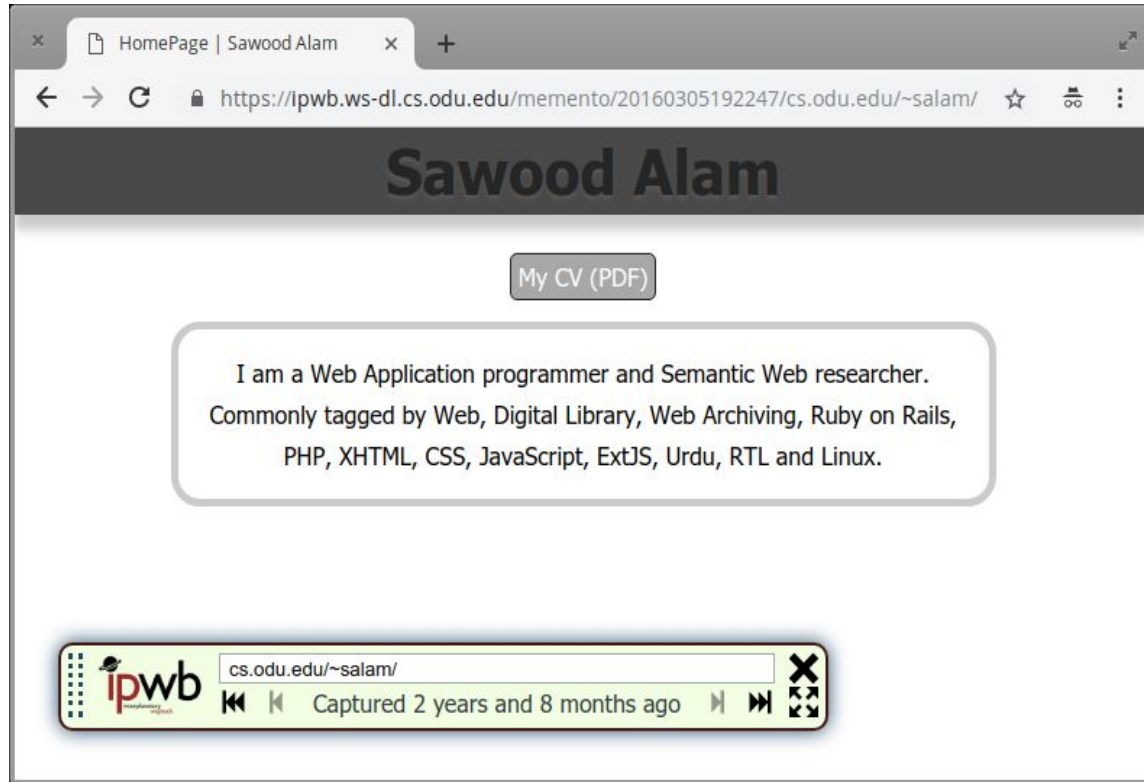 HomePage | Sawood Alam
https://ipwb.ws-dl.cs.odu.edu/memento/20160305192247/cs.odu.edu/~salam/
Sawood Alam
My CV (PDF)
I am a Web Application programmer and Semantic Web researcher.
Commonly tagged by Web, Digital Library, Web Archiving, Ruby on Rails,
PHP, XHTML, CSS, JavaScript, ExtJS, Urdu, RTL and Linux.
ipwb
cs.odu.edu/~salam/
Captured 2 years and 8 months ago